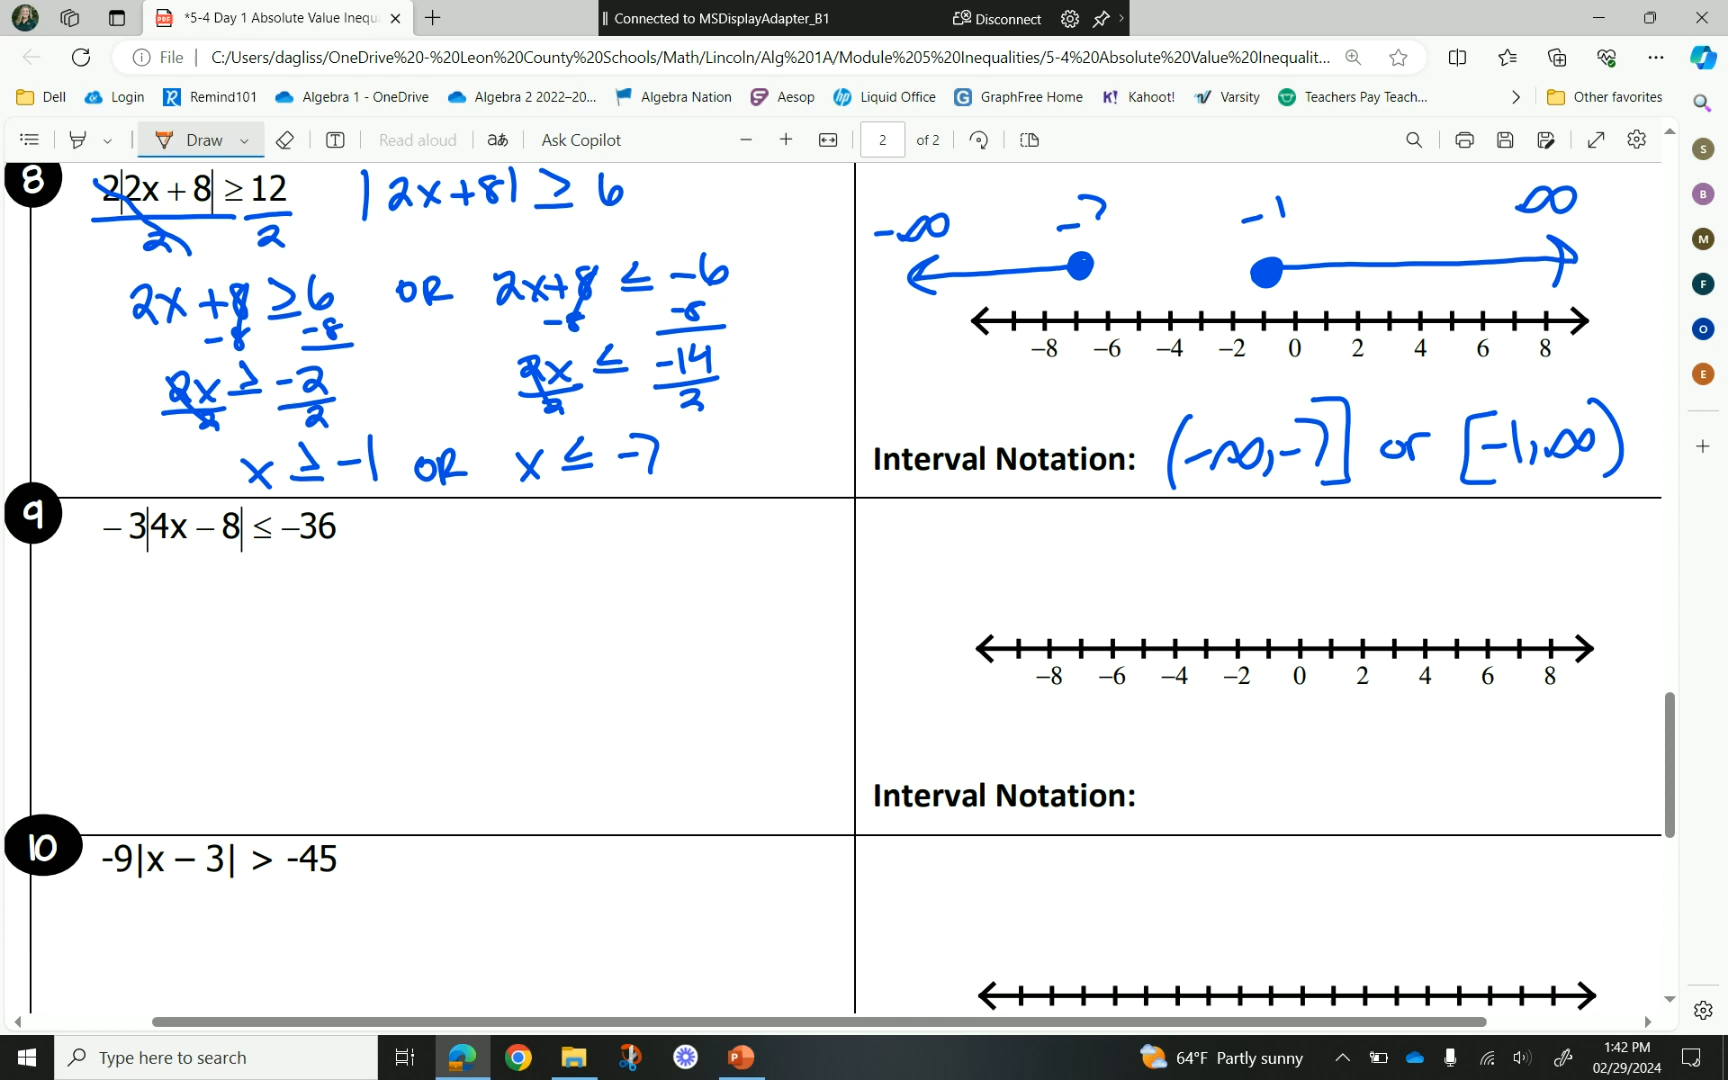 *5-4 Day 1 Absolute Value Inequ
Connected to MSDisplayAdapter_B1
Disconnect
File
C:/Users/dagliss/OneDrive%20-%20Leon%20County%20Schools/Math/Lincoln/Alg%201A/Module%205%20Inequalities/5-4%20Absolute%20Value%20Inequalit...
Dell Login Remind101 Algebra 1 - OneDrive Algebra 2 2022–20... Algebra Nation Aesop Liquid Office GraphFree Home Kahoot! Varsity Teachers Pay Teach... Other favorites
Draw Read aloud aあ Ask Copilot 2 of 2
8
2|2x + 8| ≥ 12 |2x+8| ≥ 6
2 2
2x +8 ≥ 6 OR 2x+8 ≤ -6
-8 -8 -8 -8
2x ≥ -2 2x ≤ -14
2 2 2 2
x ≥ -1 OR x ≤ -7
-∞ -7 -1 ∞
–8 –6 –4 –2 0 2 4 6 8
Interval Notation: (-∞,-7] or [-1,∞)
9
– 3|4x – 8| ≤ –36
–8 –6 –4 –2 0 2 4 6 8
Interval Notation:
10
-9|x – 3| > -45
S
B
M
F
O
E
Type here to search
64°F Partly sunny
1:42 PM
02/29/2024